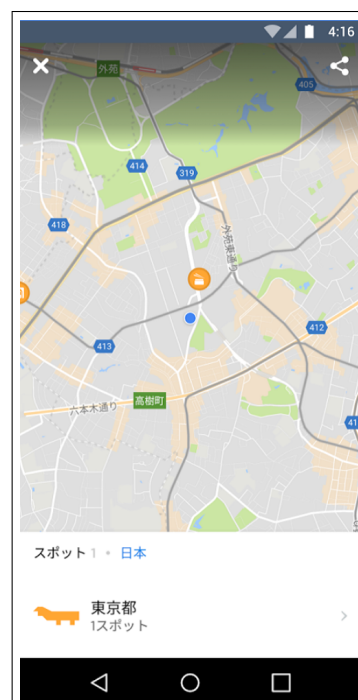 4:16
外苑
405
414
319
418
外苑東通り
412
413
高樹町
六本木通り
41
スポット 1 • 日本
東京都
1スポット